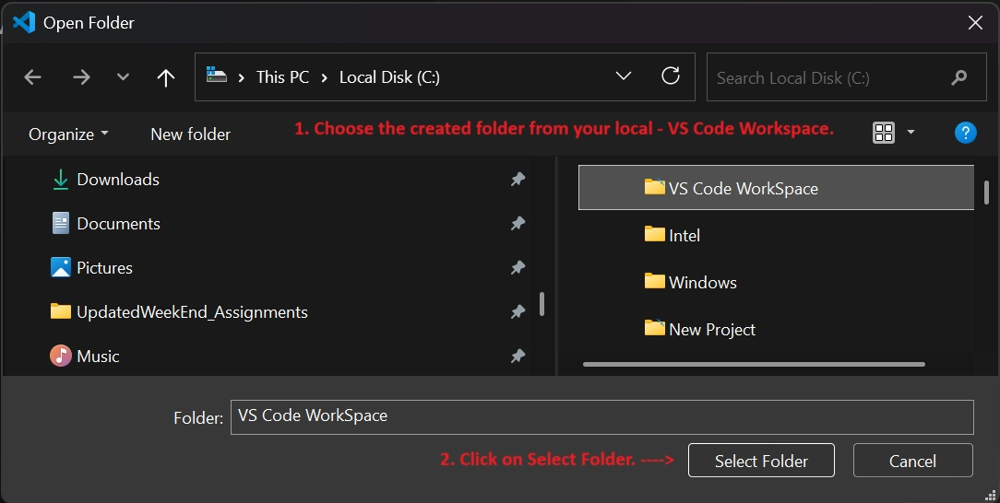 Open Folder
This PC > Local Disk (C:)
Search Local Disk (C:)
Organize
New folder
1. Choose the created folder from your local - VS Code Workspace.
?
Downloads
Documents
Pictures
UpdatedWeekEnd_Assignments
Music
VS Code WorkSpace
Intel
Windows
New Project
Folder:
VS Code WorkSpace
2. Click on Select Folder. ---->
Select Folder
Cancel